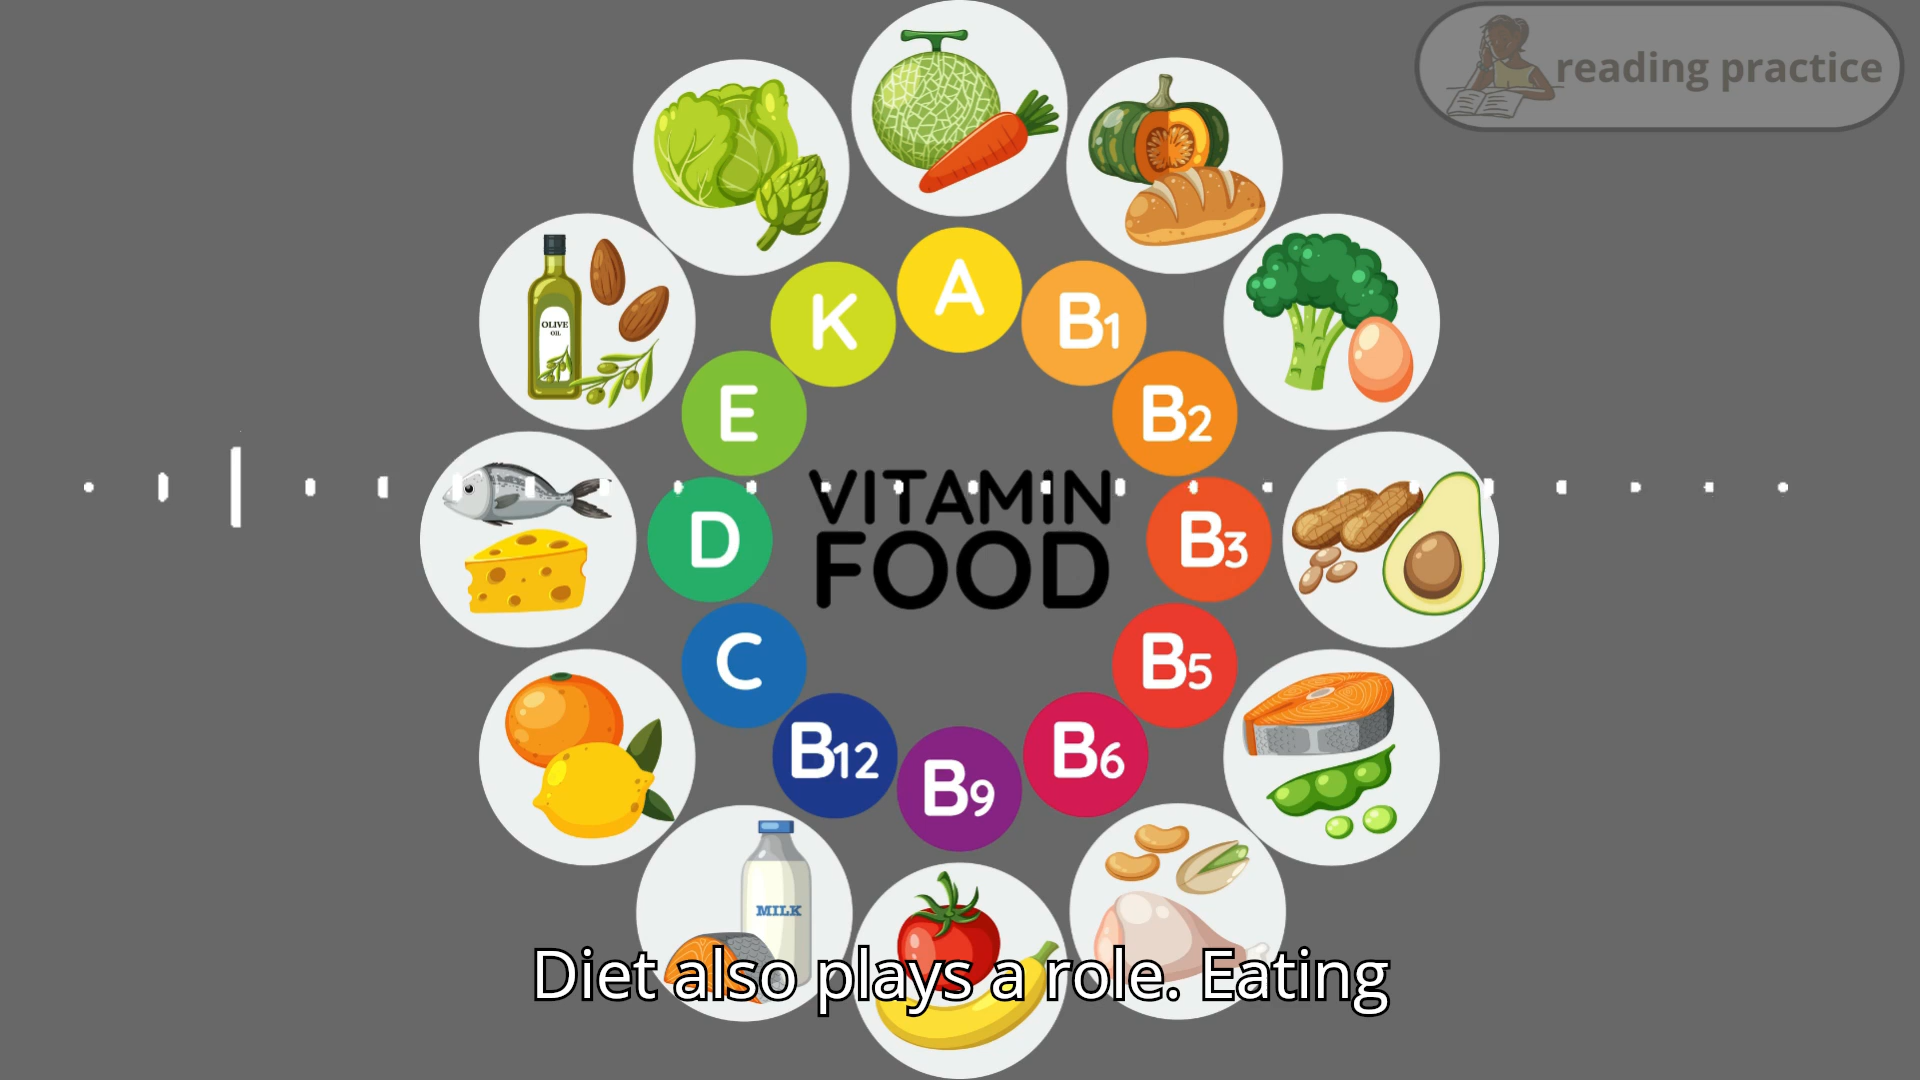 reading practice
K
A
B1
E
B2
OLIVE
OIL
D
VITAMIN
FOOD
B3
C
B5
B12
B9
B6
MILK
Diet also plays a role. Eating